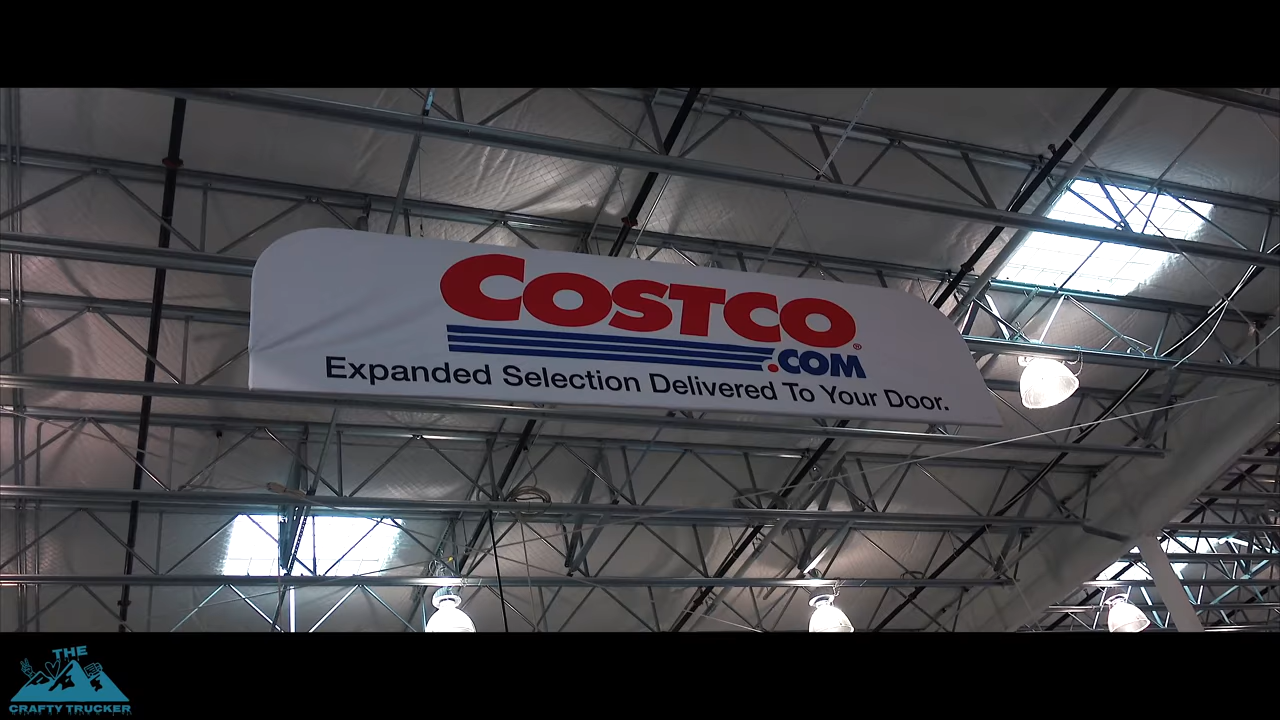 COSTCO®
.COM
Expanded Selection Delivered To Your Door.
THE
CRAFTY TRUCKER